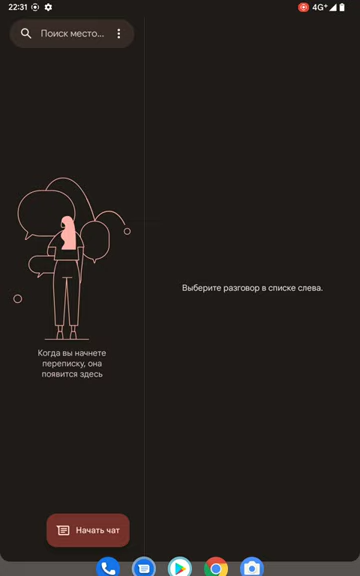 22:31
4G+
Поиск место...
Выберите разговор в списке слева.
Когда вы начнете
переписку, она
появится здесь
Начать чат